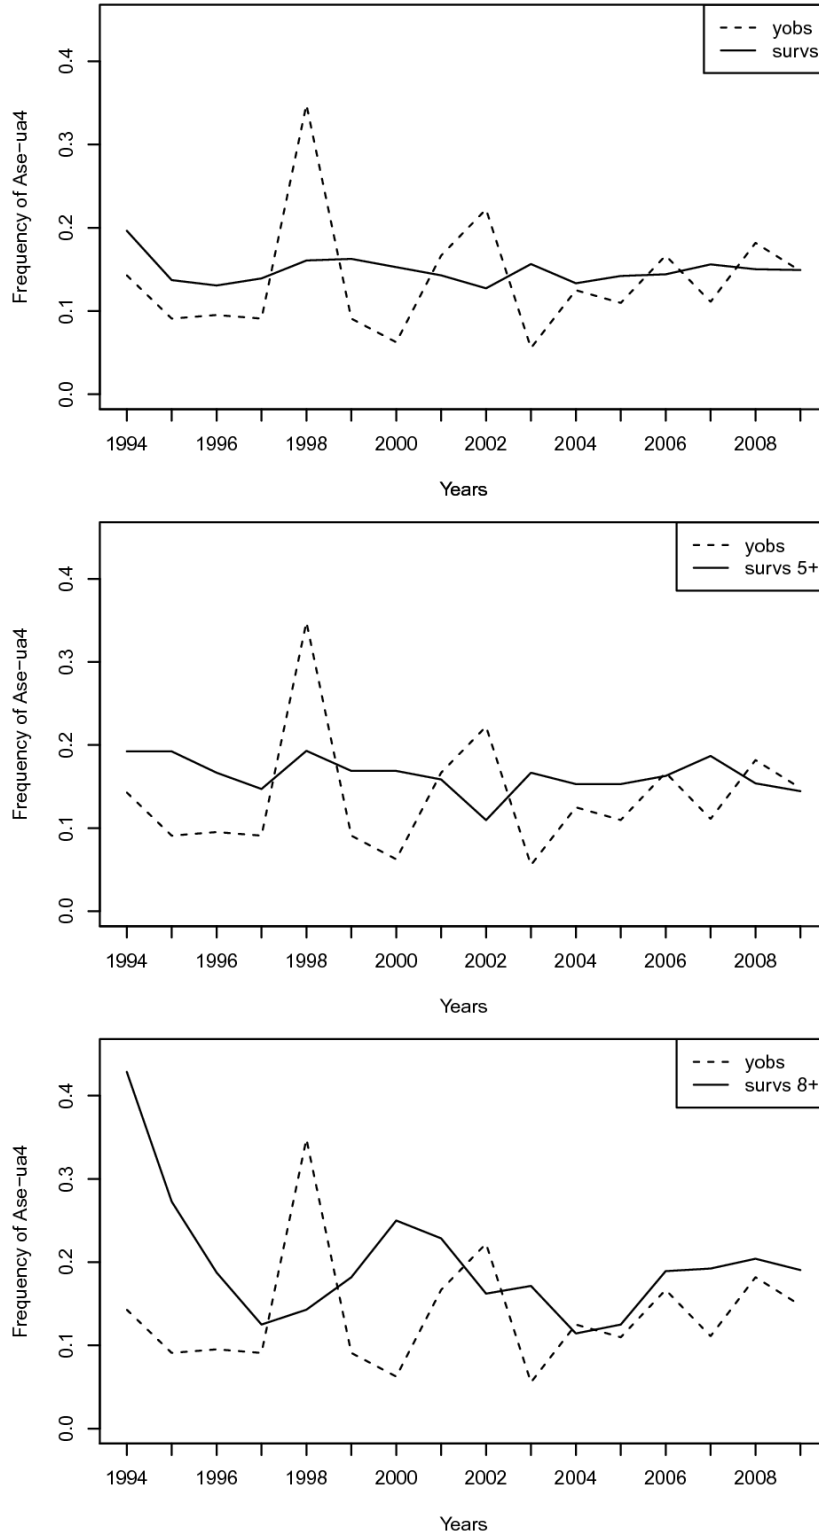 yobs
survs
Frequency of Ase-ua4
0.4
0.3
0.2
0.1
0.0
1994 1996 1998 2000 2002 2004 2006 2008
Years
yobs
survs 5+
Frequency of Ase-ua4
0.4
0.3
0.2
0.1
0.0
1994 1996 1998 2000 2002 2004 2006 2008
Years
yobs
survs 8+
Frequency of Ase-ua4
0.4
0.3
0.2
0.1
0.0
1994 1996 1998 2000 2002 2004 2006 2008
Years